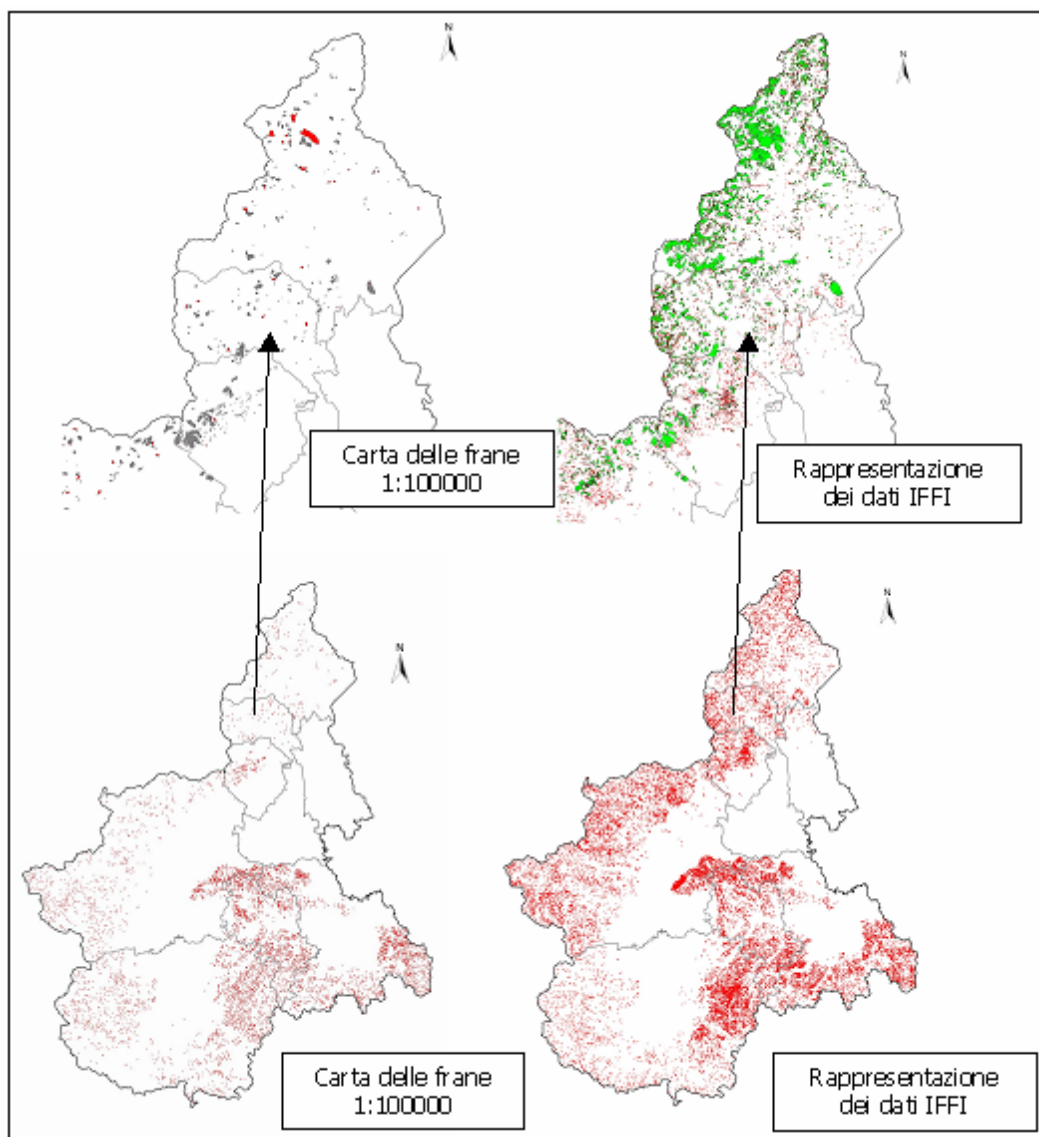 N
N
Carta delle frane
1:100000
Rappresentazione
dei dati IFFI
N
N
Carta delle frane
1:100000
Rappresentazione
dei dati IFFI